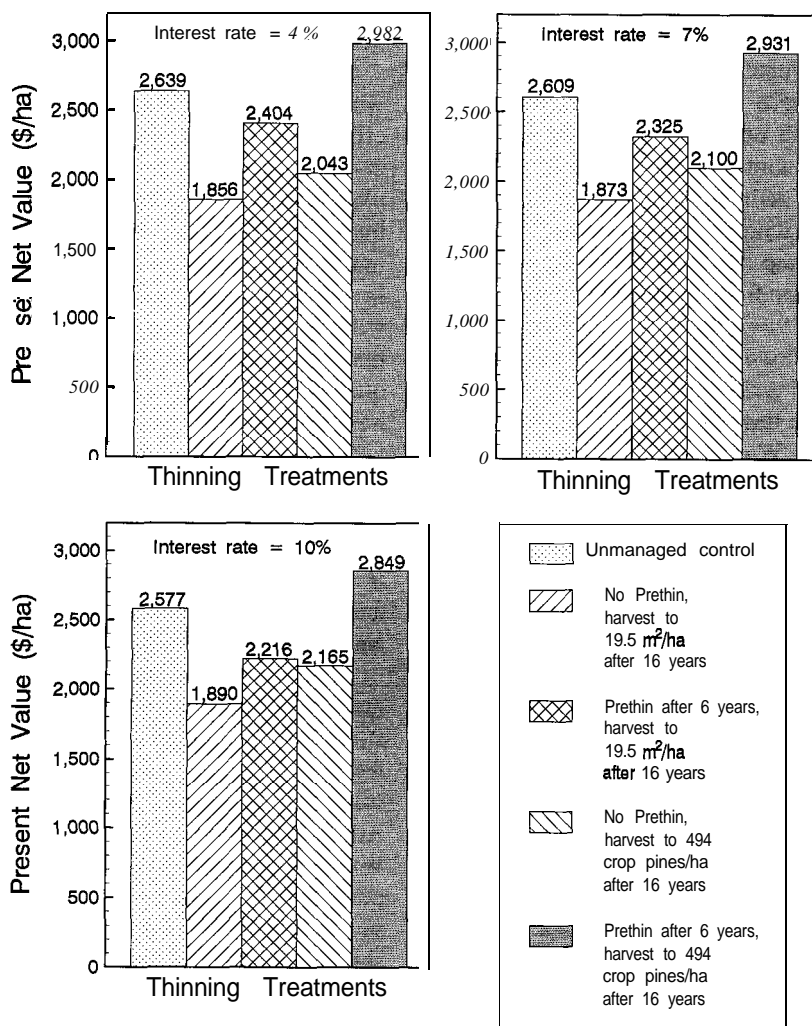 Interest rate = 4%
Pre se Net Value ($/ha)
3,000
2,500
2,000
1,500
1,000
500
0
2,639
1,856
2,404
2,043
2,982
Thinning Treatments
Interest rate = 7%
3,000
2,500
2,000
1,500
1,000
500
0
2,609
1,873
2,325
2,100
2,931
Thinning Treatments
Interest rate = 10%
Present Net Value ($/ha)
3,000
2,500
2,000
1,500
1,000
500
0
2,577
1,890
2,216
2,165
2,849
Thinning Treatments
Unmanaged control
No Prethin,
harvest to
19.5 m²/ha
after 16 years
Prethin after 6 years,
harvest to
19.5 m²/ha
after 16 years
No Prethin,
harvest to 494
crop pines/ha
after 16 years
Prethin after 6 years,
harvest to 494
crop pines/ha
after 16 years